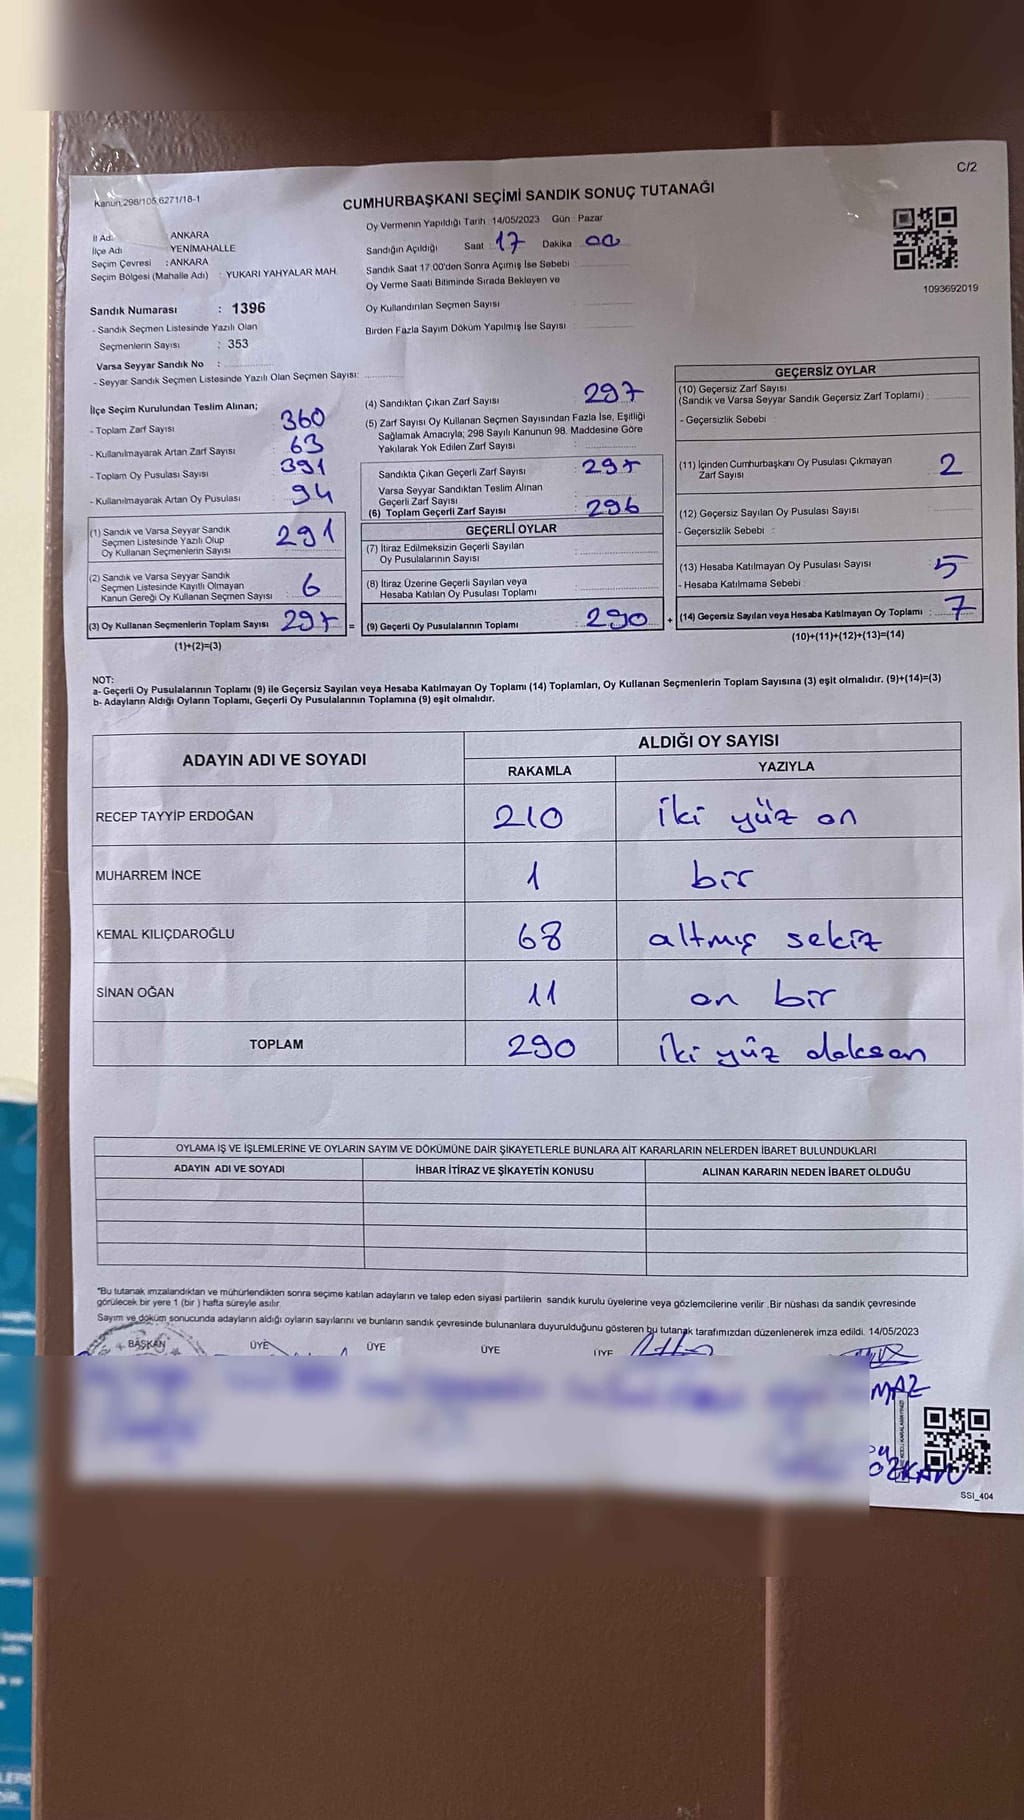 C/2
Kanun:298/105,6271/18-1
CUMHURBAŞKANI SEÇİMİ SANDIK SONUÇ TUTANAĞI
İl Adı ANKARA
İlçe Adı YENİMAHALLE
Seçim Çevresi : ANKARA
Seçim Bölgesi (Mahalle Adı) : YUKARI YAHYALAR MAH.
Sandık Numarası : 1396
- Sandık Seçmen Listesinde Yazılı Olan
Seçmenlerin Sayısı : 353
Varsa Seyyar Sandık No :
- Seyyar Sandık Seçmen Listesinde Yazılı Olan Seçmen Sayısı:
Oy Vermenin Yapıldığı Tarih 14/05/2023 Gün : Pazar
Sandığın Açıldığı Saat : 17 Dakika 00
Sandık Saat 17:00'den Sonra Açımış İse Sebebi
Oy Verme Saati Bitiminde Sırada Bekleyen ve
Oy Kullandırılan Seçmen Sayısı
Birden Fazla Sayım Döküm Yapılmış İse Sayısı
1093692019
İlçe Seçim Kurulundan Teslim Alınan;
- Toplam Zarf Sayısı 360
- Kullanılmayarak Artan Zarf Sayısı : 63
- Toplam Oy Pusulası Sayısı : 391
- Kullanılmayarak Artan Oy Pusulası : 94
(1) Sandık ve Varsa Seyyar Sandık
Seçmen Listesinde Yazılı Olup
Oy Kullanan Seçmenlerin Sayısı 291
(2) Sandık ve Varsa Seyyar Sandık
Seçmen Listesinde Kayıtlı Olmayan
Kanun Gereği Oy Kullanan Seçmen Sayısı : 6
(3) Oy Kullanan Seçmenlerin Toplam Sayısı 297 =
(1)+(2)=(3)
(4) Sandıktan Çıkan Zarf Sayısı 297
(5) Zarf Sayısı Oy Kullanan Seçmen Sayısından Fazla İse, Eşitliği
Sağlamak Amacıyla; 298 Sayılı Kanunun 98. Maddesine Göre
Yakılarak Yok Edilen Zarf Sayısı
Sandıkta Çıkan Geçerli Zarf Sayısı : 297
Varsa Seyyar Sandıktan Teslim Alınan
Geçerli Zarf Sayısı
(6) Toplam Geçerli Zarf Sayısı : 296
GEÇERLİ OYLAR
(7) İtiraz Edilmeksizin Geçerli Sayılan
Oy Pusulalarının Sayısı
(8) İtiraz Üzerine Geçerli Sayılan veya
Hesaba Katılan Oy Pusulası Toplamı
(9) Geçerli Oy Pusulalarının Toplamı : 290 +
GEÇERSİZ OYLAR
(10) Geçersiz Zarf Sayısı
(Sandık ve Varsa Seyyar Sandık Geçersiz Zarf Toplamı) :
- Geçersizlik Sebebi :
(11) İçinden Cumhurbaşkanı Oy Pusulası Çıkmayan
Zarf Sayısı 2
(12) Geçersiz Sayılan Oy Pusulası Sayısı
- Geçersizlik Sebebi :
(13) Hesaba Katılmayan Oy Pusulası Sayısı : 5
- Hesaba Katılmama Sebebi :
(14) Geçersiz Sayılan veya Hesaba Katılmayan Oy Toplamı : 7
(10)+(11)+(12)+(13)=(14)
NOT:
a- Geçerli Oy Pusulalarının Toplamı (9) ile Geçersiz Sayılan veya Hesaba Katılmayan Oy Toplamı (14) Toplamları, Oy Kullanan Seçmenlerin Toplam Sayısına (3) eşit olmalıdır. (9)+(14)=(3)
b- Adayların Aldığı Oyların Toplamı, Geçerli Oy Pusulalarının Toplamına (9) eşit olmalıdır.
ADAYIN ADI VE SOYADI ALDIĞI OY SAYISI
RAKAMLA YAZIYLA
RECEP TAYYİP ERDOĞAN 210 iki yüz on
MUHARREM İNCE 1 bir
KEMAL KILIÇDAROĞLU 68 altmış sekiz
SİNAN OĞAN 11 on bir
TOPLAM 290 iki yüz doksan
OYLAMA İŞ VE İŞLEMLERİNE VE OYLARIN SAYIM VE DÖKÜMÜNE DAİR ŞİKAYETLERLE BUNLARA AİT KARARLARIN NELERDEN İBARET BULUNDUKLARI
ADAYIN ADI VE SOYADI İHBAR İTİRAZ VE ŞİKAYETİN KONUSU ALINAN KARARIN NEDEN İBARET OLDUĞU
"Bu tutanak imzalandıktan ve mühürlendikten sonra seçime katılan adayların ve talep eden siyasi partilerin sandık kurulu üyelerine veya gözlemcilerine verilir. Bir nüshası da sandık çevresinde
görülecek bir yere 1 (bir ) hafta süreyle asılır.
Sayım ve döküm sonucunda adayların aldığı oyların sayılarını ve bunların sandık çevresinde bulunanlara duyurulduğunu gösteren bu tutanak tarafımızdan düzenlenerek imza edildi. 14/05/2023
BAŞKAN ÜYE ÜYE ÜYE ÜYE
MAZ
ÖZKAN
SSI_404